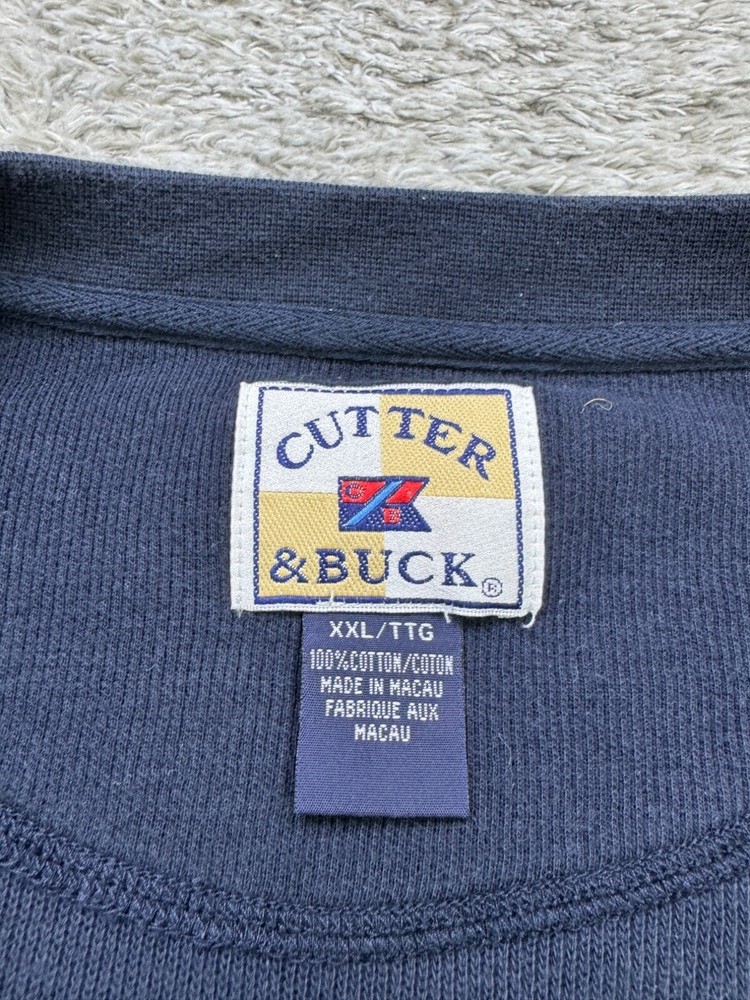 CUTTER
C
B
& BUCK®
XXL/TTG
100%COTTON/COTON
MADE IN MACAU
FABRIQUE AUX
MACAU